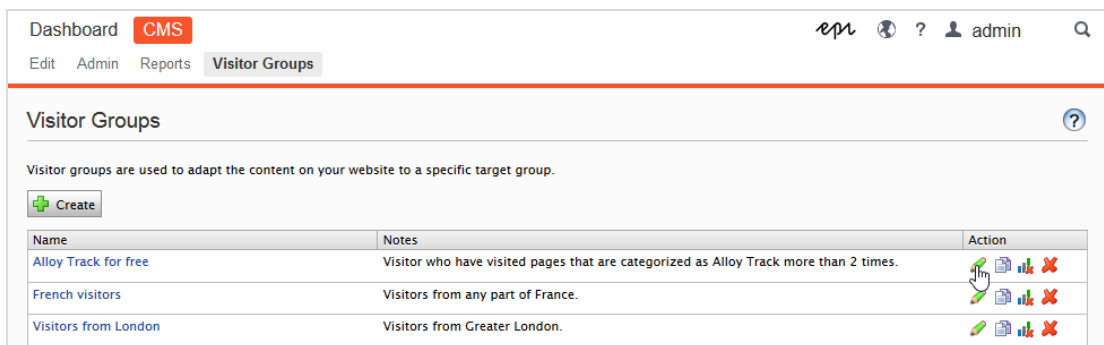 Dashboard CMS epi ? admin
Edit Admin Reports Visitor Groups
Visitor Groups ?
Visitor groups are used to adapt the content on your website to a specific target group.
Create
Name Notes Action
Alloy Track for free Visitor who have visited pages that are categorized as Alloy Track more than 2 times.
French visitors Visitors from any part of France.
Visitors from London Visitors from Greater London.